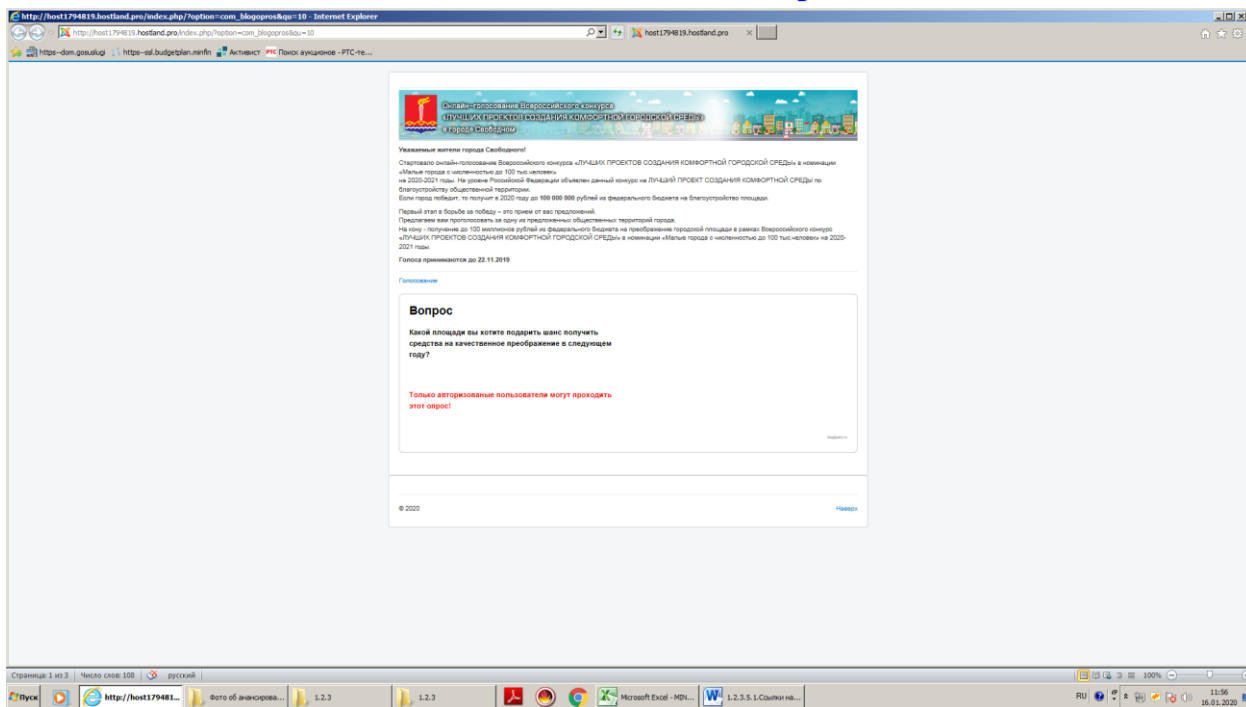 http://host1794819.hostland.pro/index.php/?option=com_blogopros&qu=10 - Internet Explorer
http://host1794819.hostland.pro/index.php/?option=com_blogopros&qu=10
host1794819.hostland.pro
https--dom.gosuslugi https--ssl.budgetplan.minfin Активист РТС Поиск аукционов - РТС-те...
Онлайн-голосование Всероссийского конкурса
«ЛУЧШИХ ПРОЕКТОВ СОЗДАНИЯ КОМФОРТНОЙ ГОРОДСКОЙ СРЕДЫ»
в городе Свободном
Уважаемые жители города Свободного!
Стартовало онлайн-голосование Всероссийского конкурса «ЛУЧШИХ ПРОЕКТОВ СОЗДАНИЯ КОМФОРТНОЙ ГОРОДСКОЙ СРЕДЫ» в номинации
«Малые города с численностью до 100 тыс.человек»
на 2020-2021 годы. На уровне Российской Федерации объявлен данный конкурс на ЛУЧШИЙ ПРОЕКТ СОЗДАНИЯ КОМФОРТНОЙ СРЕДЫ по
благоустройству общественной территории.
Если город победит, то получит в 2020 году до 100 000 000 рублей из федерального бюджета на благоустройство площади.
Первый этап в борьбе за победу – это прием от вас предложений.
Предлагаем вам проголосовать за одну из предложенных общественных территорий города.
На кону - получение до 100 миллионов рублей из федерального бюджета на преображение городской площади в рамках Всероссийского конкурс
«ЛУЧШИХ ПРОЕКТОВ СОЗДАНИЯ КОМФОРТНОЙ ГОРОДСКОЙ СРЕДЫ» в номинации «Малые города с численностью до 100 тыс.человек» на 2020-
2021 годы.
Голоса принимаются до 22.11.2019
Голосование
Вопрос
Какой площади вы хотите подарить шанс получить
средства на качественное преображение в следующем
году?
Только авторизованые пользователи могут проходить
этот опрос!
© 2020 Наверх
Страница: 1 из 3 Число слов: 108 русский 100%
Пуск http://host179481... Фото об анансирова... 1.2.3 1.2.3 Microsoft Excel - MIN... 1.2.3.5.1.Ссылки на... RU 11:56
16.01.2020